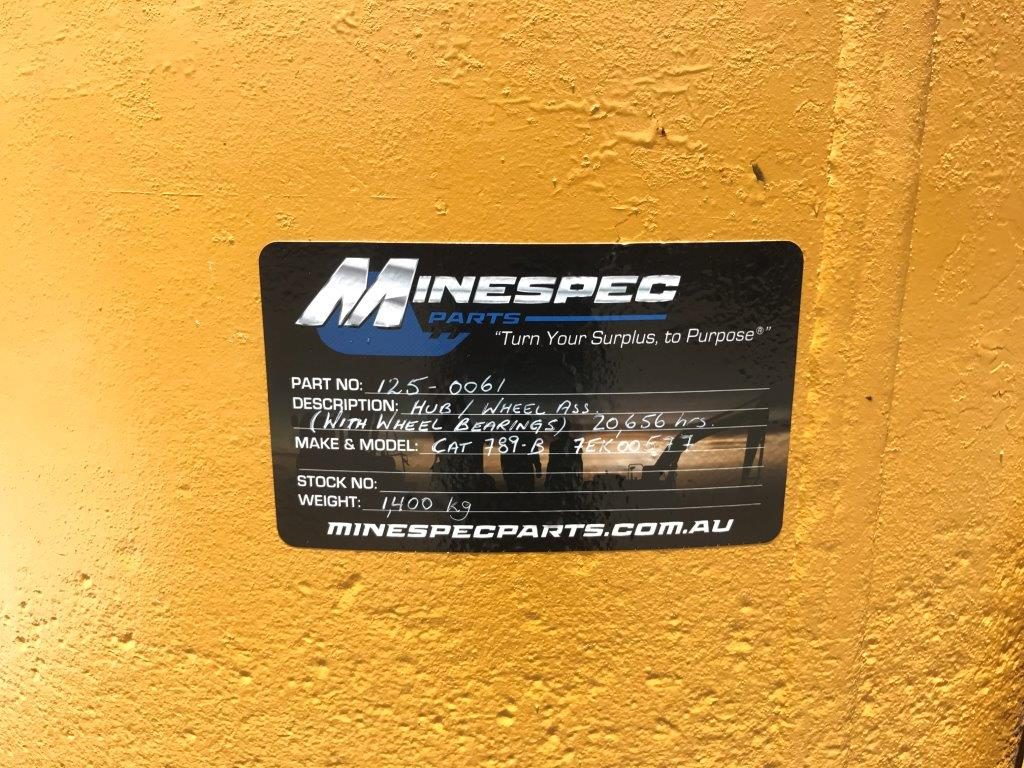 MINESPEC
PARTS
"Turn Your Surplus, to Purpose®"
PART NO: 125-0061
DESCRIPTION: HUB / WHEEL ASS.
(WITH WHEEL BEARINGS) 20,656 hrs.
MAKE & MODEL: CAT 789-B 7EK00577
STOCK NO:
WEIGHT: 1,400 kg
MINESPECPARTS.COM.AU